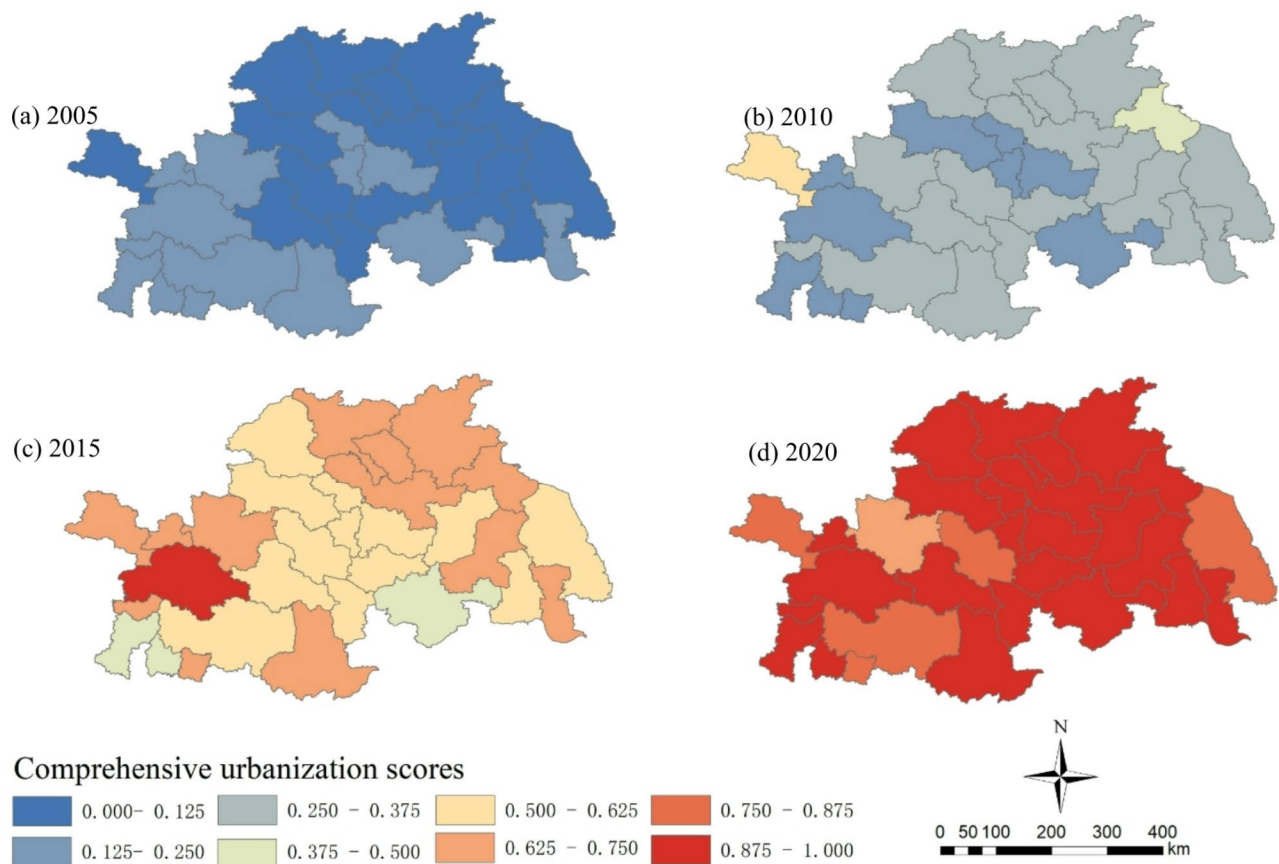 (a) 2005
(b) 2010
(c) 2015
(d) 2020
N
Comprehensive urbanization scores
0.000- 0.125
0.250 - 0.375
0.500 - 0.625
0.750 - 0.875
0.125- 0.250
0.375 - 0.500
0.625 - 0.750
0.875 - 1.000
0 50 100 200 300 400
km